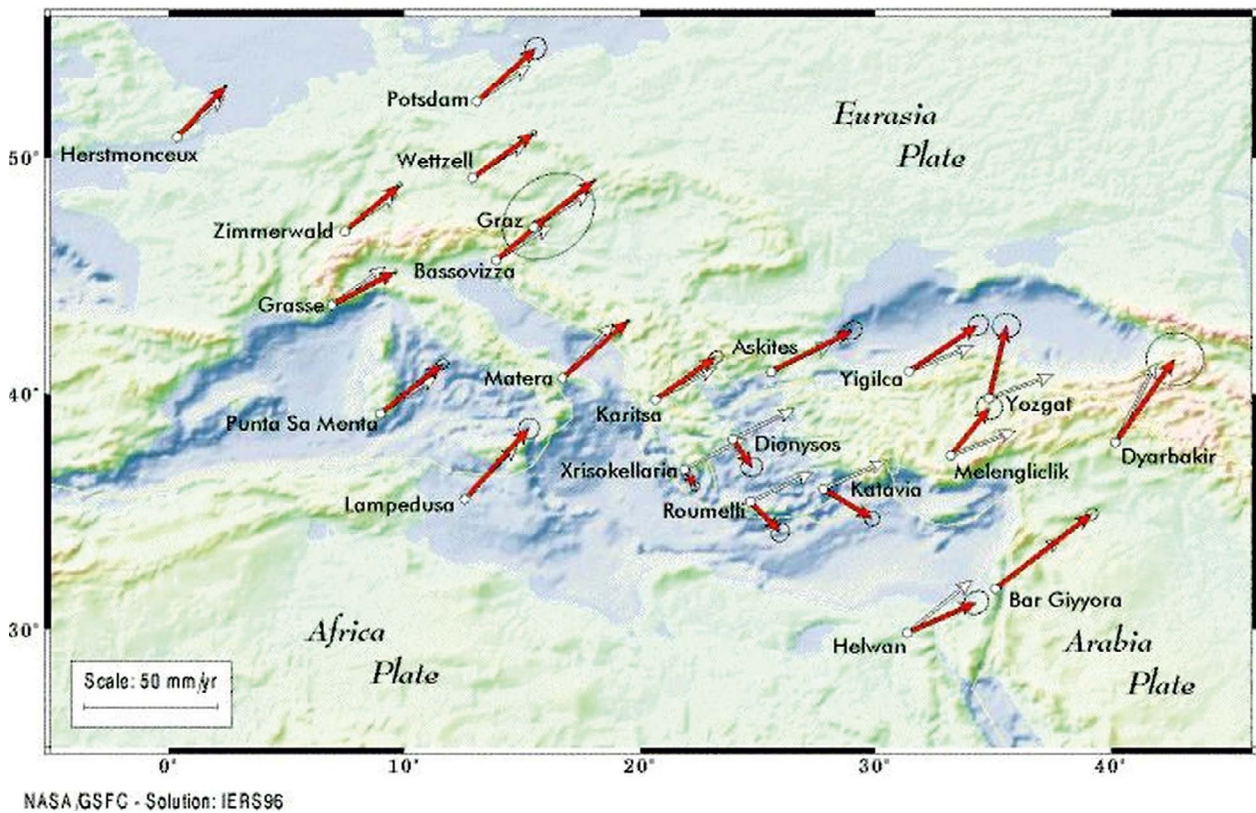 Potsdam
Eurasia
Plate
Herstmonceux
50°
Wettzell
Zimmerwald
Graz
Bassovizza
Grasse
Askites
Matera
Yigilca
40°
Karitsa
Yozgat
Punta Sa Menta
Dionysos
Dyarbakir
Xrisokellaria
Melengliclik
Katavia
Lampedusa
Roumelli
Bar Giyyora
30°
Africa
Plate
Helwan
Arabia
Plate
Scale: 50 mm/yr
0°
10°
20°
30°
40°
NASA/GSFC - Solution: IERS96